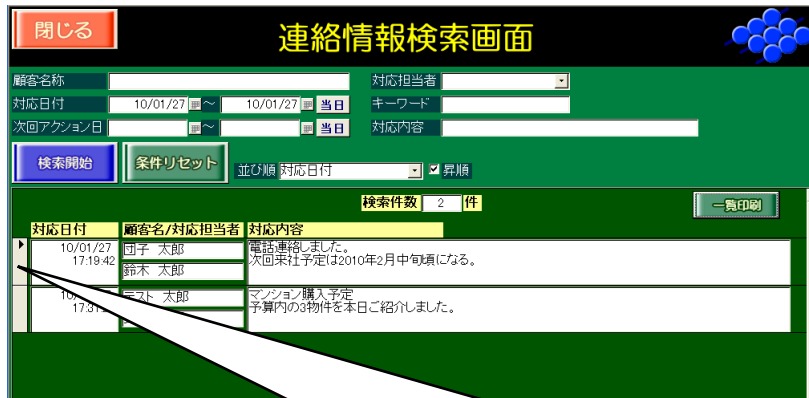 閉じる
連絡情報検索画面
顧客名称 対応担当者
対応日付 10/01/27 ～ 10/01/27 当日 キーワード
次回アクション日 ～ 当日 対応内容
検索開始 条件リセット 並び順 対応日付 昇順
検索件数 2 件 一覧印刷
対応日付 顧客名/対応担当者 対応内容
10/01/27 団子 太郎 電話連絡しました。
17:19:42 次回来社予定は2010年2月中旬頃になる。
鈴木 太郎
テスト 太郎 マンション購入予定
予算内の3物件を本日ご紹介しました。